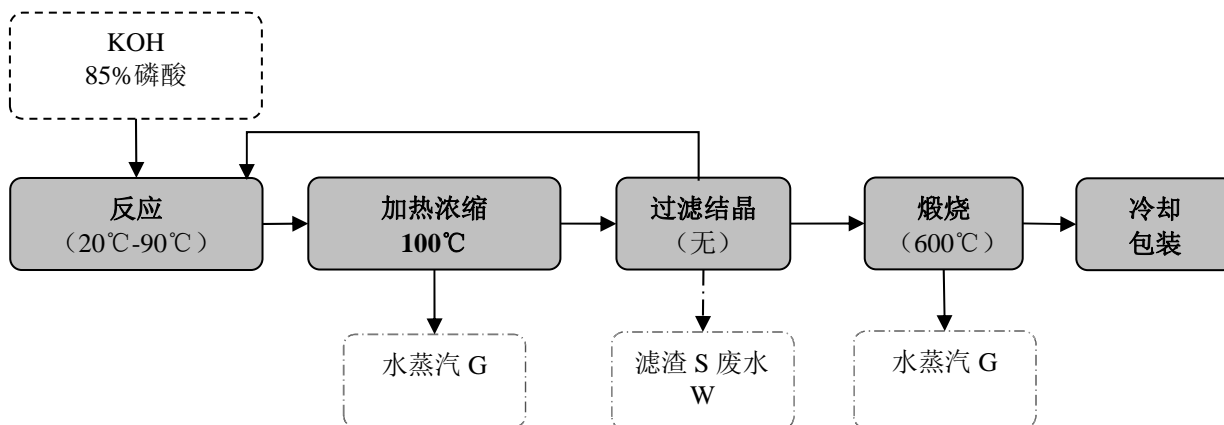 KOH
85%磷酸
反应
（20℃-90℃）
加热浓缩
100℃
过滤结晶
（无）
煅烧
（600℃）
冷却
包装
水蒸汽 G
滤渣 S 废水
W
水蒸汽 G